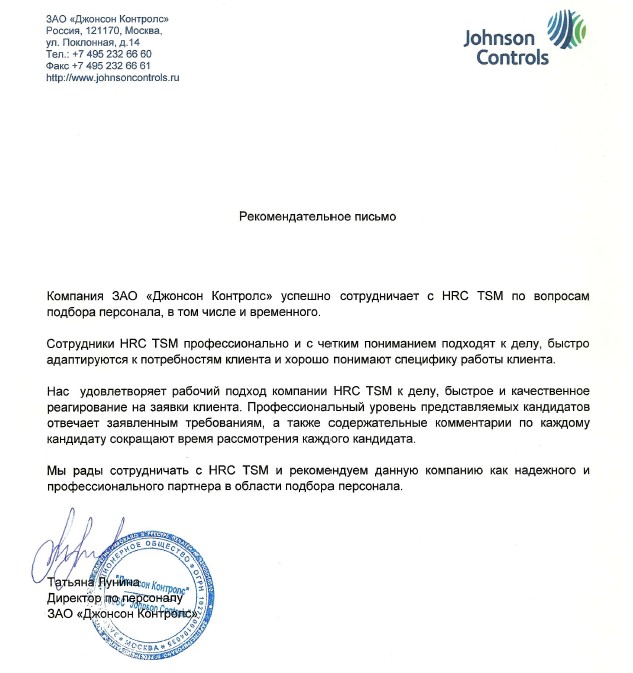 ЗАО «Джонсон Контролс»
Россия, 121170, Москва,
ул. Поклонная, д.14
Тел.: +7 495 232 66 60
Факс +7 495 232 66 61
http://www.johnsoncontrols.ru
Johnson
Controls
Рекомендательное письмо
Компания ЗАО «Джонсон Контролс» успешно сотрудничает с HRC TSM по вопросам
подбора персонала, в том числе и временного.
Сотрудники HRC TSM профессионально и с четким пониманием подходят к делу, быстро
адаптируются к потребностям клиента и хорошо понимают специфику работы клиента.
Нас удовлетворяет рабочий подход компании HRC TSM к делу, быстрое и качественное
реагирование на заявки клиента. Профессиональный уровень представляемых кандидатов
отвечает заявленным требованиям, а также содержательные комментарии по каждому
кандидату сокращают время рассмотрения каждого кандидата.
Мы рады сотрудничать с HRC TSM и рекомендуем данную компанию как надежного и
профессионального партнера в области подбора персонала.
Татьяна Лунина
Директор по персоналу
ЗАО «Джонсон Контролс»
"Джонсон Контролс"
Johnson Controls
МОСКВА